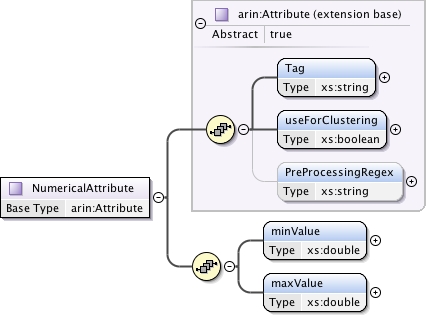 arin:Attribute (extension base)
Abstract true
Tag
Type xs:string
useForClustering
Type xs:boolean
PreProcessingRegex
Type xs:string
NumericalAttribute
Base Type arin:Attribute
minValue
Type xs:double
maxValue
Type xs:double